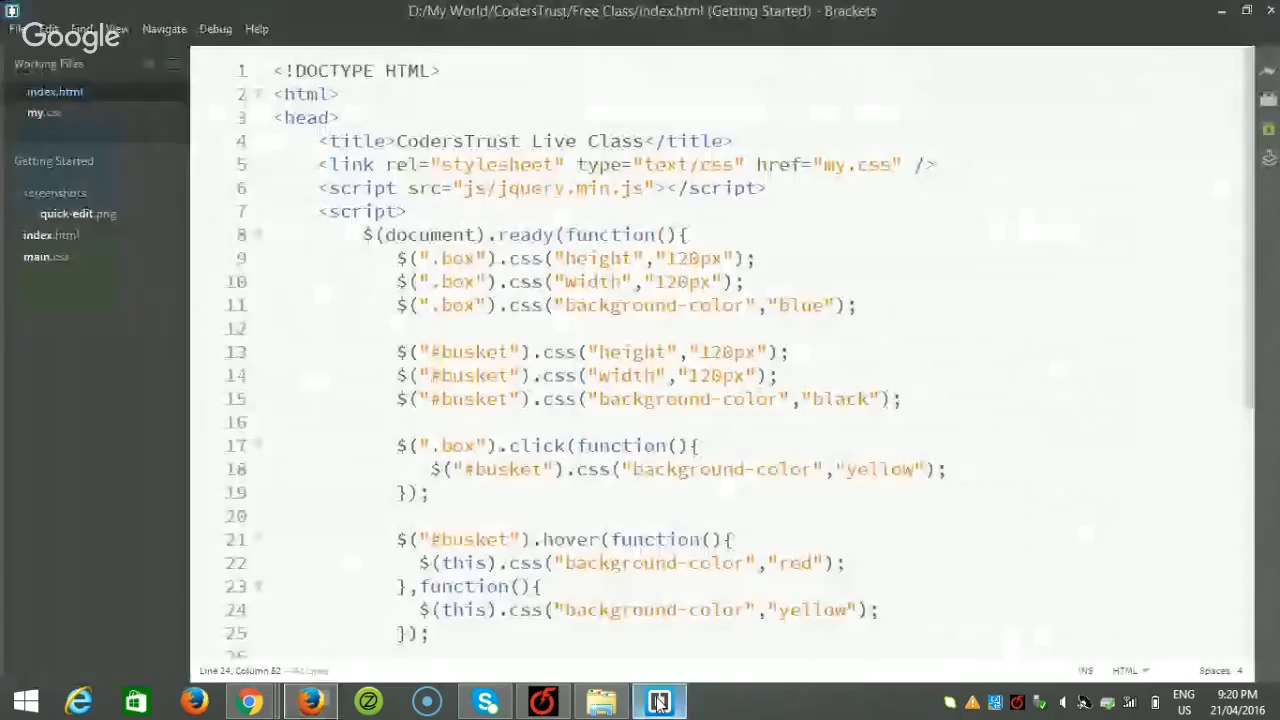 D:/My World/CodersTrust/Free Class/index.html (Getting Started) - Brackets
Google
File Edit Find View Navigate Debug Help
Working Files
index.html
my.css
Getting Started
screenshots
quick-edit.png
index.html
main.css
1 <!DOCTYPE HTML>
2 <html>
3 <head>
4 <title>CodersTrust Live Class</title>
5 <link rel="stylesheet" type="text/css" href="my.css" />
6 <script src="js/jquery.min.js"></script>
7 <script>
8 $(document).ready(function(){
9 $(".box").css("height","120px");
10 $(".box").css("width","120px");
11 $(".box").css("background-color","blue");
12
13 $("#busket").css("height","120px");
14 $("#busket").css("width","120px");
15 $("#busket").css("background-color","black");
16
17 $(".box").click(function(){
18 $("#busket").css("background-color","yellow");
19 });
20
21 $("#busket").hover(function(){
22 $(this).css("background-color","red");
23 },function(){
24 $(this).css("background-color","yellow");
25 });
Line 24, Column 52
INS HTML Spaces: 4
ENG 9:20 PM
US 21/04/2016